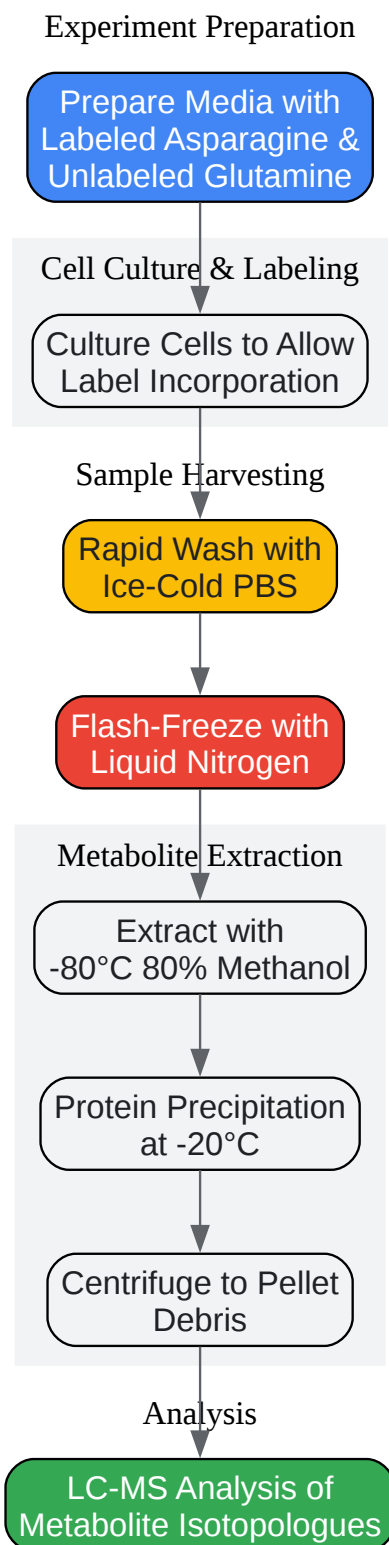 Experiment Preparation
Prepare Media with
Labeled Asparagine &
Unlabeled Glutamine
Cell Culture & Labeling
Culture Cells to Allow
Label Incorporation
Sample Harvesting
Rapid Wash with
Ice-Cold PBS
Flash-Freeze with
Liquid Nitrogen
Metabolite Extraction
Extract with
-80°C 80% Methanol
Protein Precipitation
at -20°C
Centrifuge to Pellet
Debris
Analysis
LC-MS Analysis of
Metabolite Isotopologues